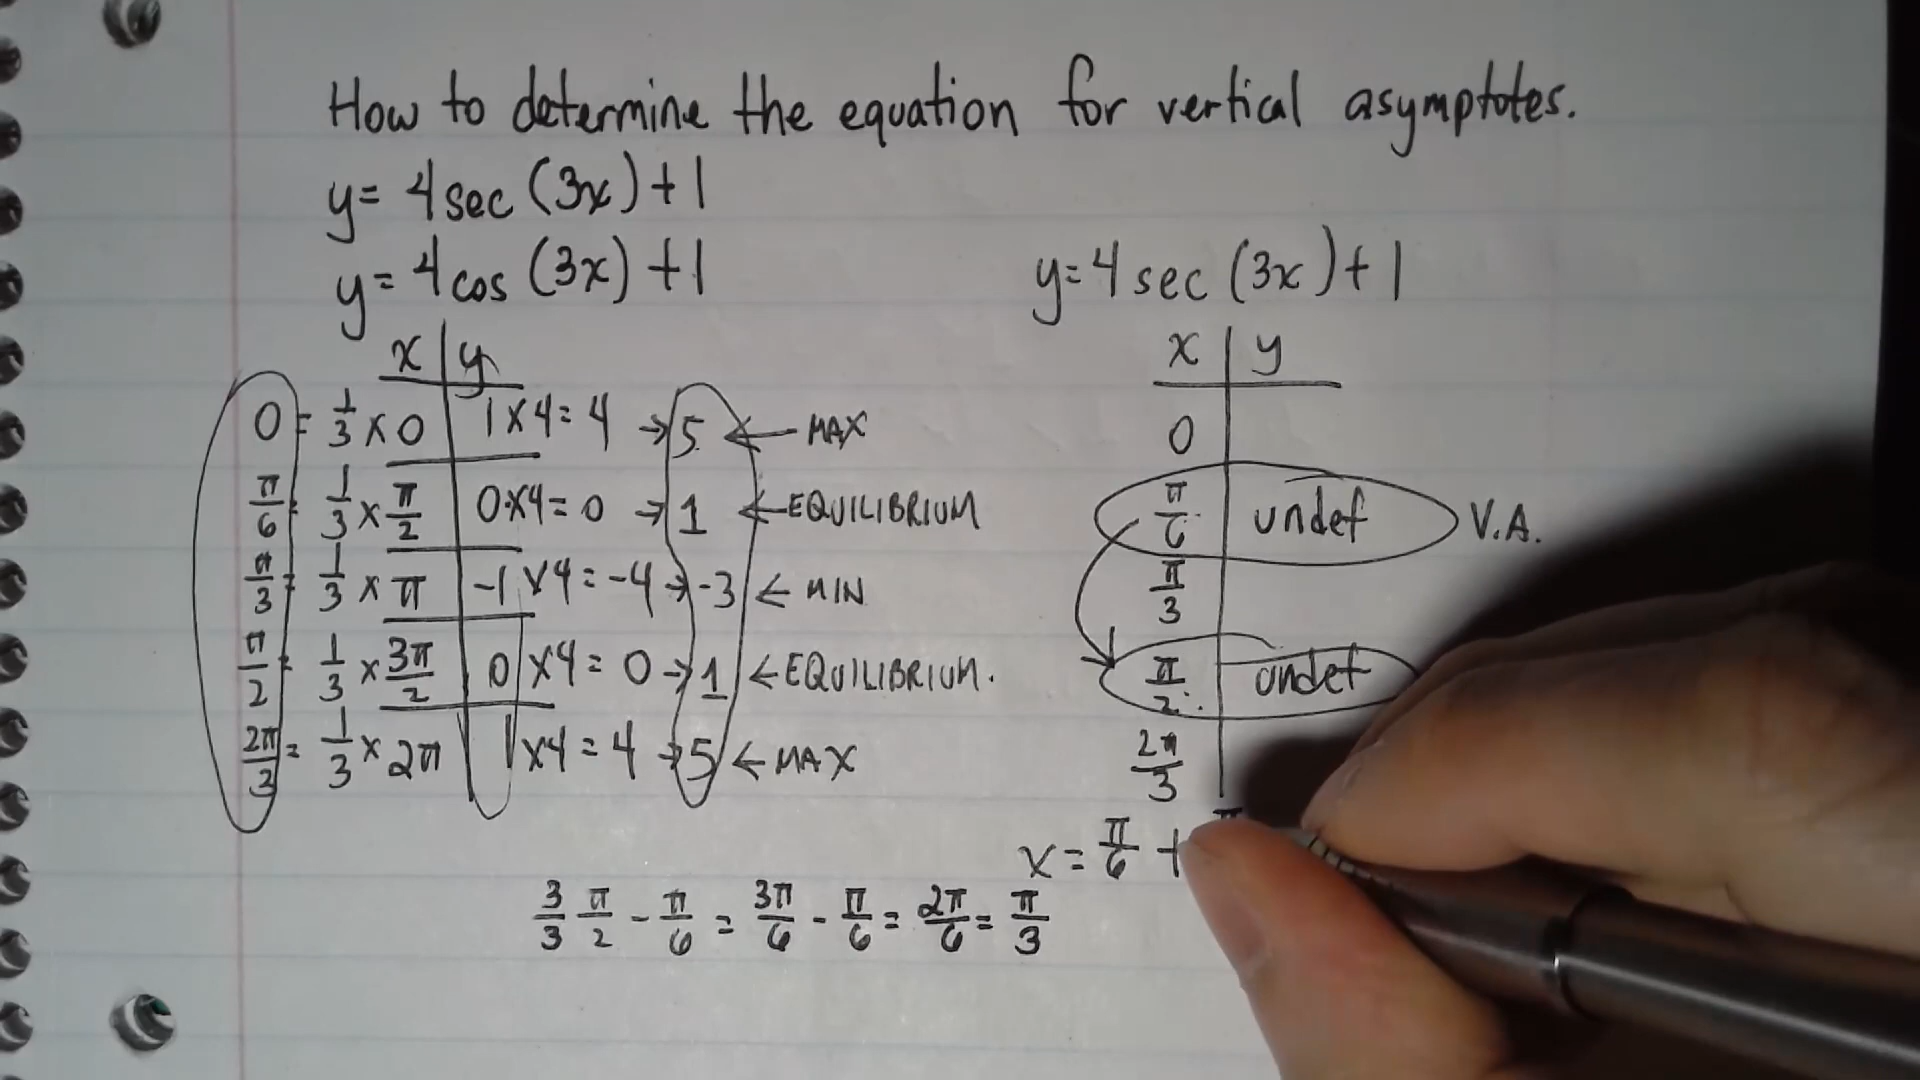 How to determine the equation for vertical asymptotes.
y= 4sec (3x)+1
y= 4cos (3x) +1
x y
0 = 1/3 × 0 1×4= 4 → 5 ← MAX
π/6 = 1/3 × π/2 0×4= 0 → 1 ← EQUILIBRIUM
π/3 = 1/3 × π -1 ×4 = -4 → -3 ← MIN
π/2 = 1/3 × 3π/2 0 ×4 = 0 → 1 ← EQUILIBRIUM.
2π/3 = 1/3 × 2π 1 ×4 = 4 → 5 ← MAX
y=4sec (3x)+1
x y
0
π/6 undef V.A.
π/3
π/2 undef
2π/3
x = π/6 +
3/3 π/2 - π/6 = 3π/6 - π/6 = 2π/6 = π/3